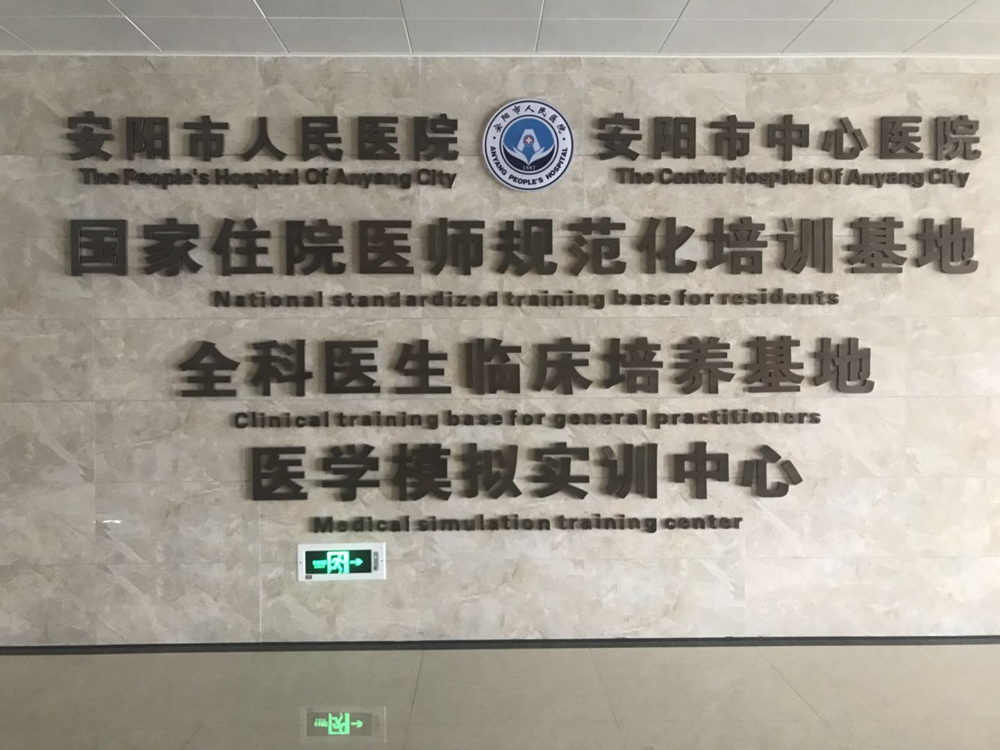 安阳市人民医院 安阳市人民医院 ANYANG PEOPLE'S HOSPITAL 1887 安阳市中心医院
The People's Hospital Of Anyang City The Center Hospital Of Anyang City
国家住院医师规范化培训基地
National standardized training base for residents
全科医生临床培养基地
Clinical training base for general practitioners
医学模拟实训中心
Medical simulation training center